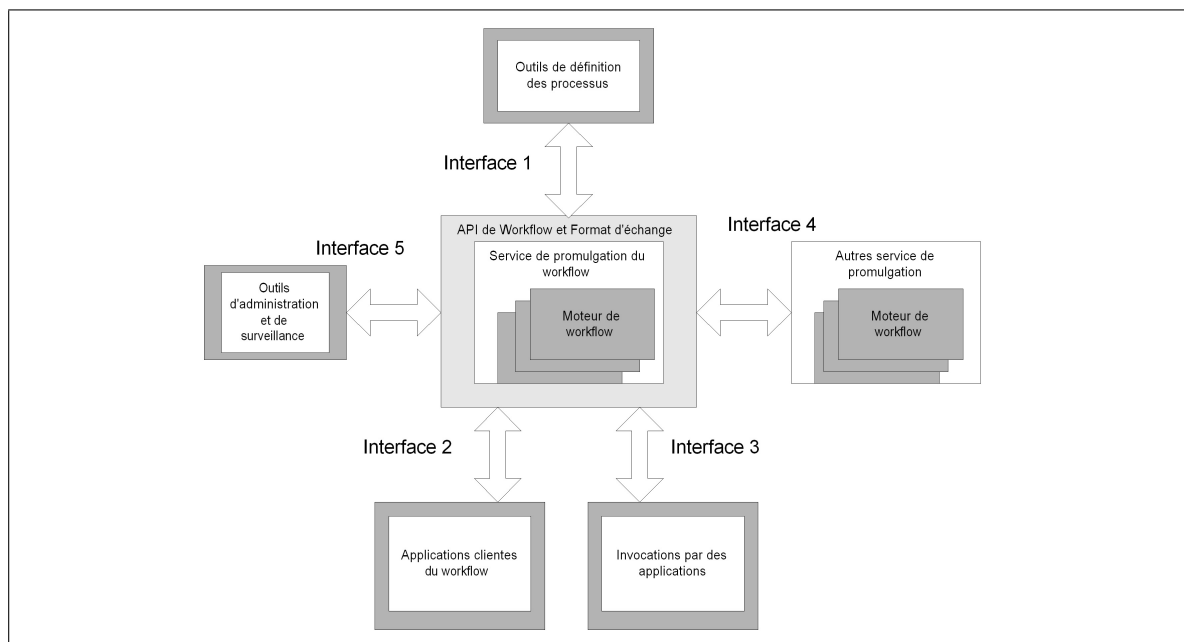 Outils de définition
des processus
Interface 1
API de Workflow et Format d'échange
Interface 4
Interface 5
Service de promulgation du
workflow
Autres service de
promulgation
Outils
d'administration
et de
surveillance
Moteur de
workflow
Moteur de
workflow
Interface 2
Interface 3
Applications clientes
du workflow
Invocations par des
applications